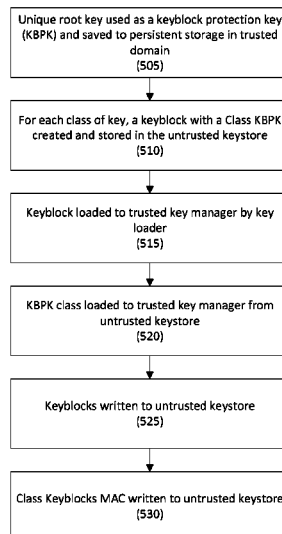 Unique root key used as a keyblock protection key
(KBPK) and saved to persistent storage in trusted
domain
(505)
For each class of key, a keyblock with a Class KBPK
created and stored in the untrusted keystore
(510)
Keyblock loaded to trusted key manager by key
loader
(515)
KBPK class loaded to trusted key manager from
untrusted keystore
(520)
Keyblocks written to untrusted keystore
(525)
Class Keyblocks MAC written to untrusted keystore
(530)